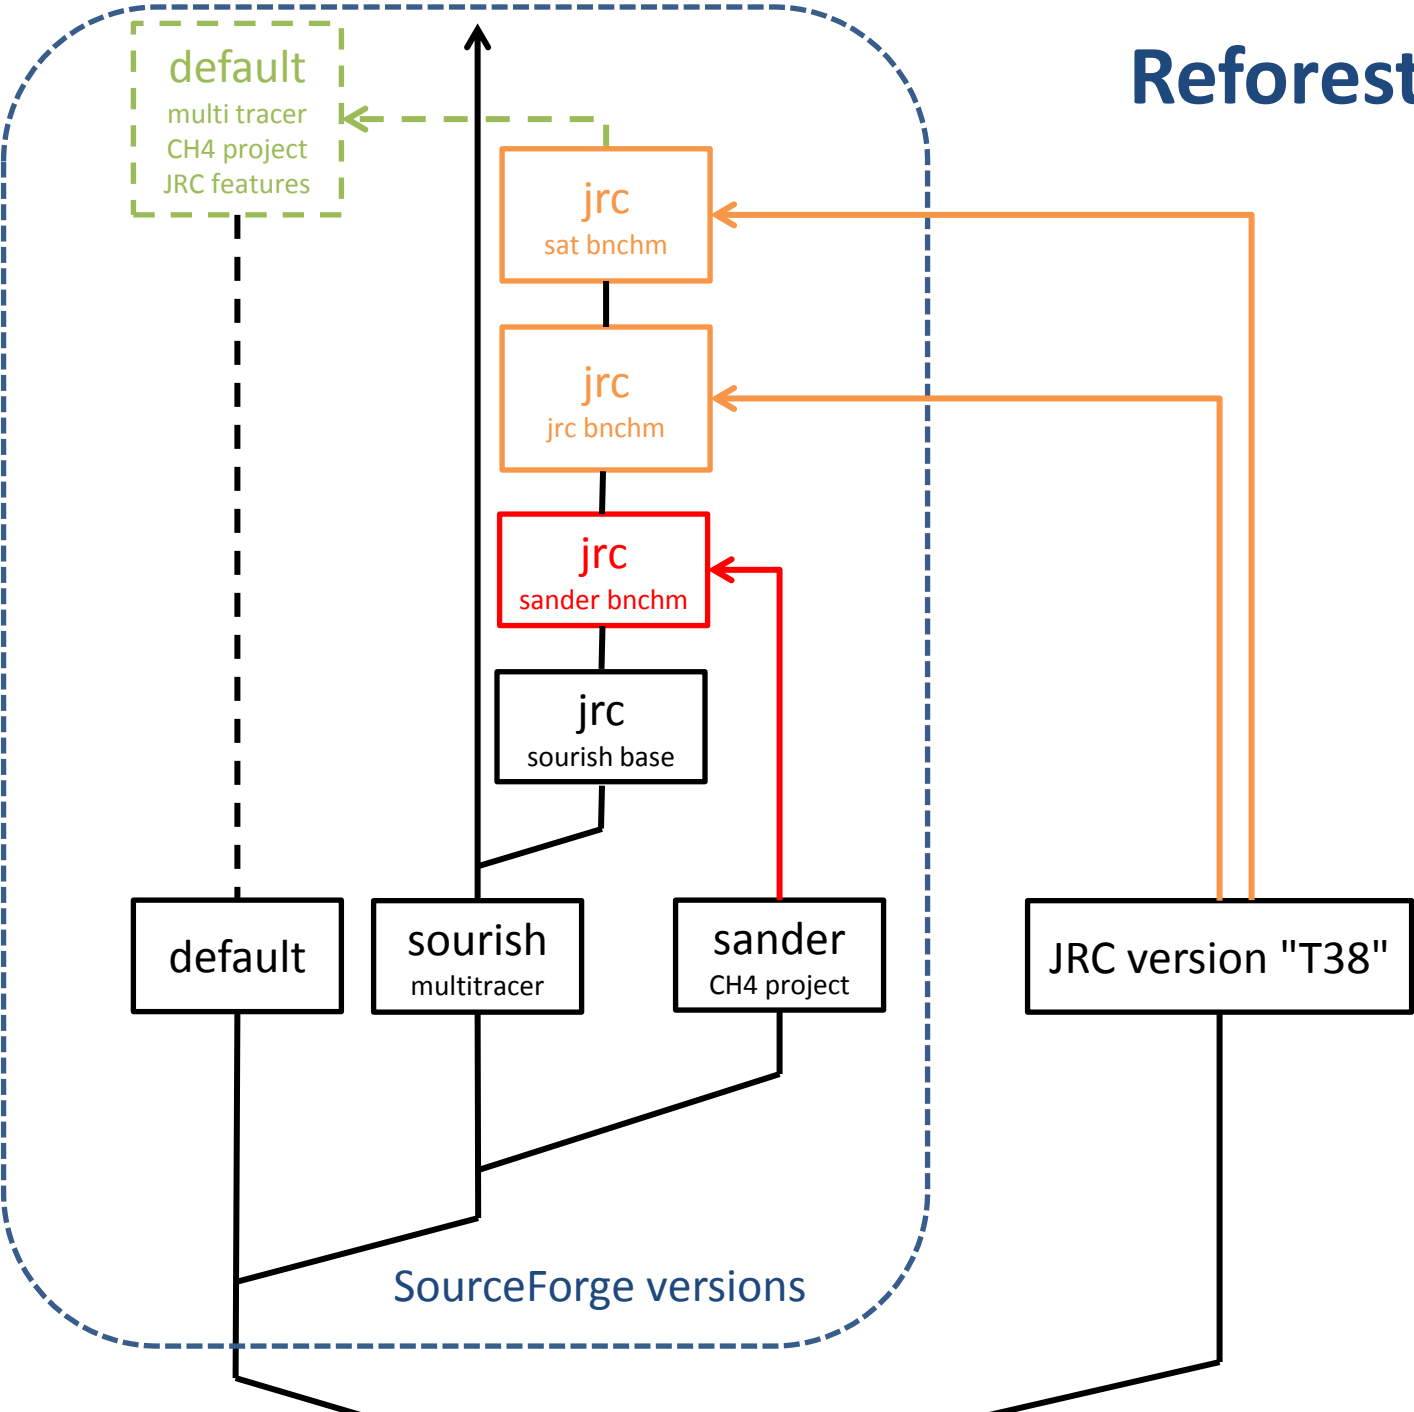 Reforest
default
multi tracer
CH4 project
JRC features
jrc
sat bnchm
jrc
jrc bnchm
jrc
sander bnchm
jrc
sourish base
default
sourish
multitracer
sander
CH4 project
JRC version "T38"
SourceForge versions